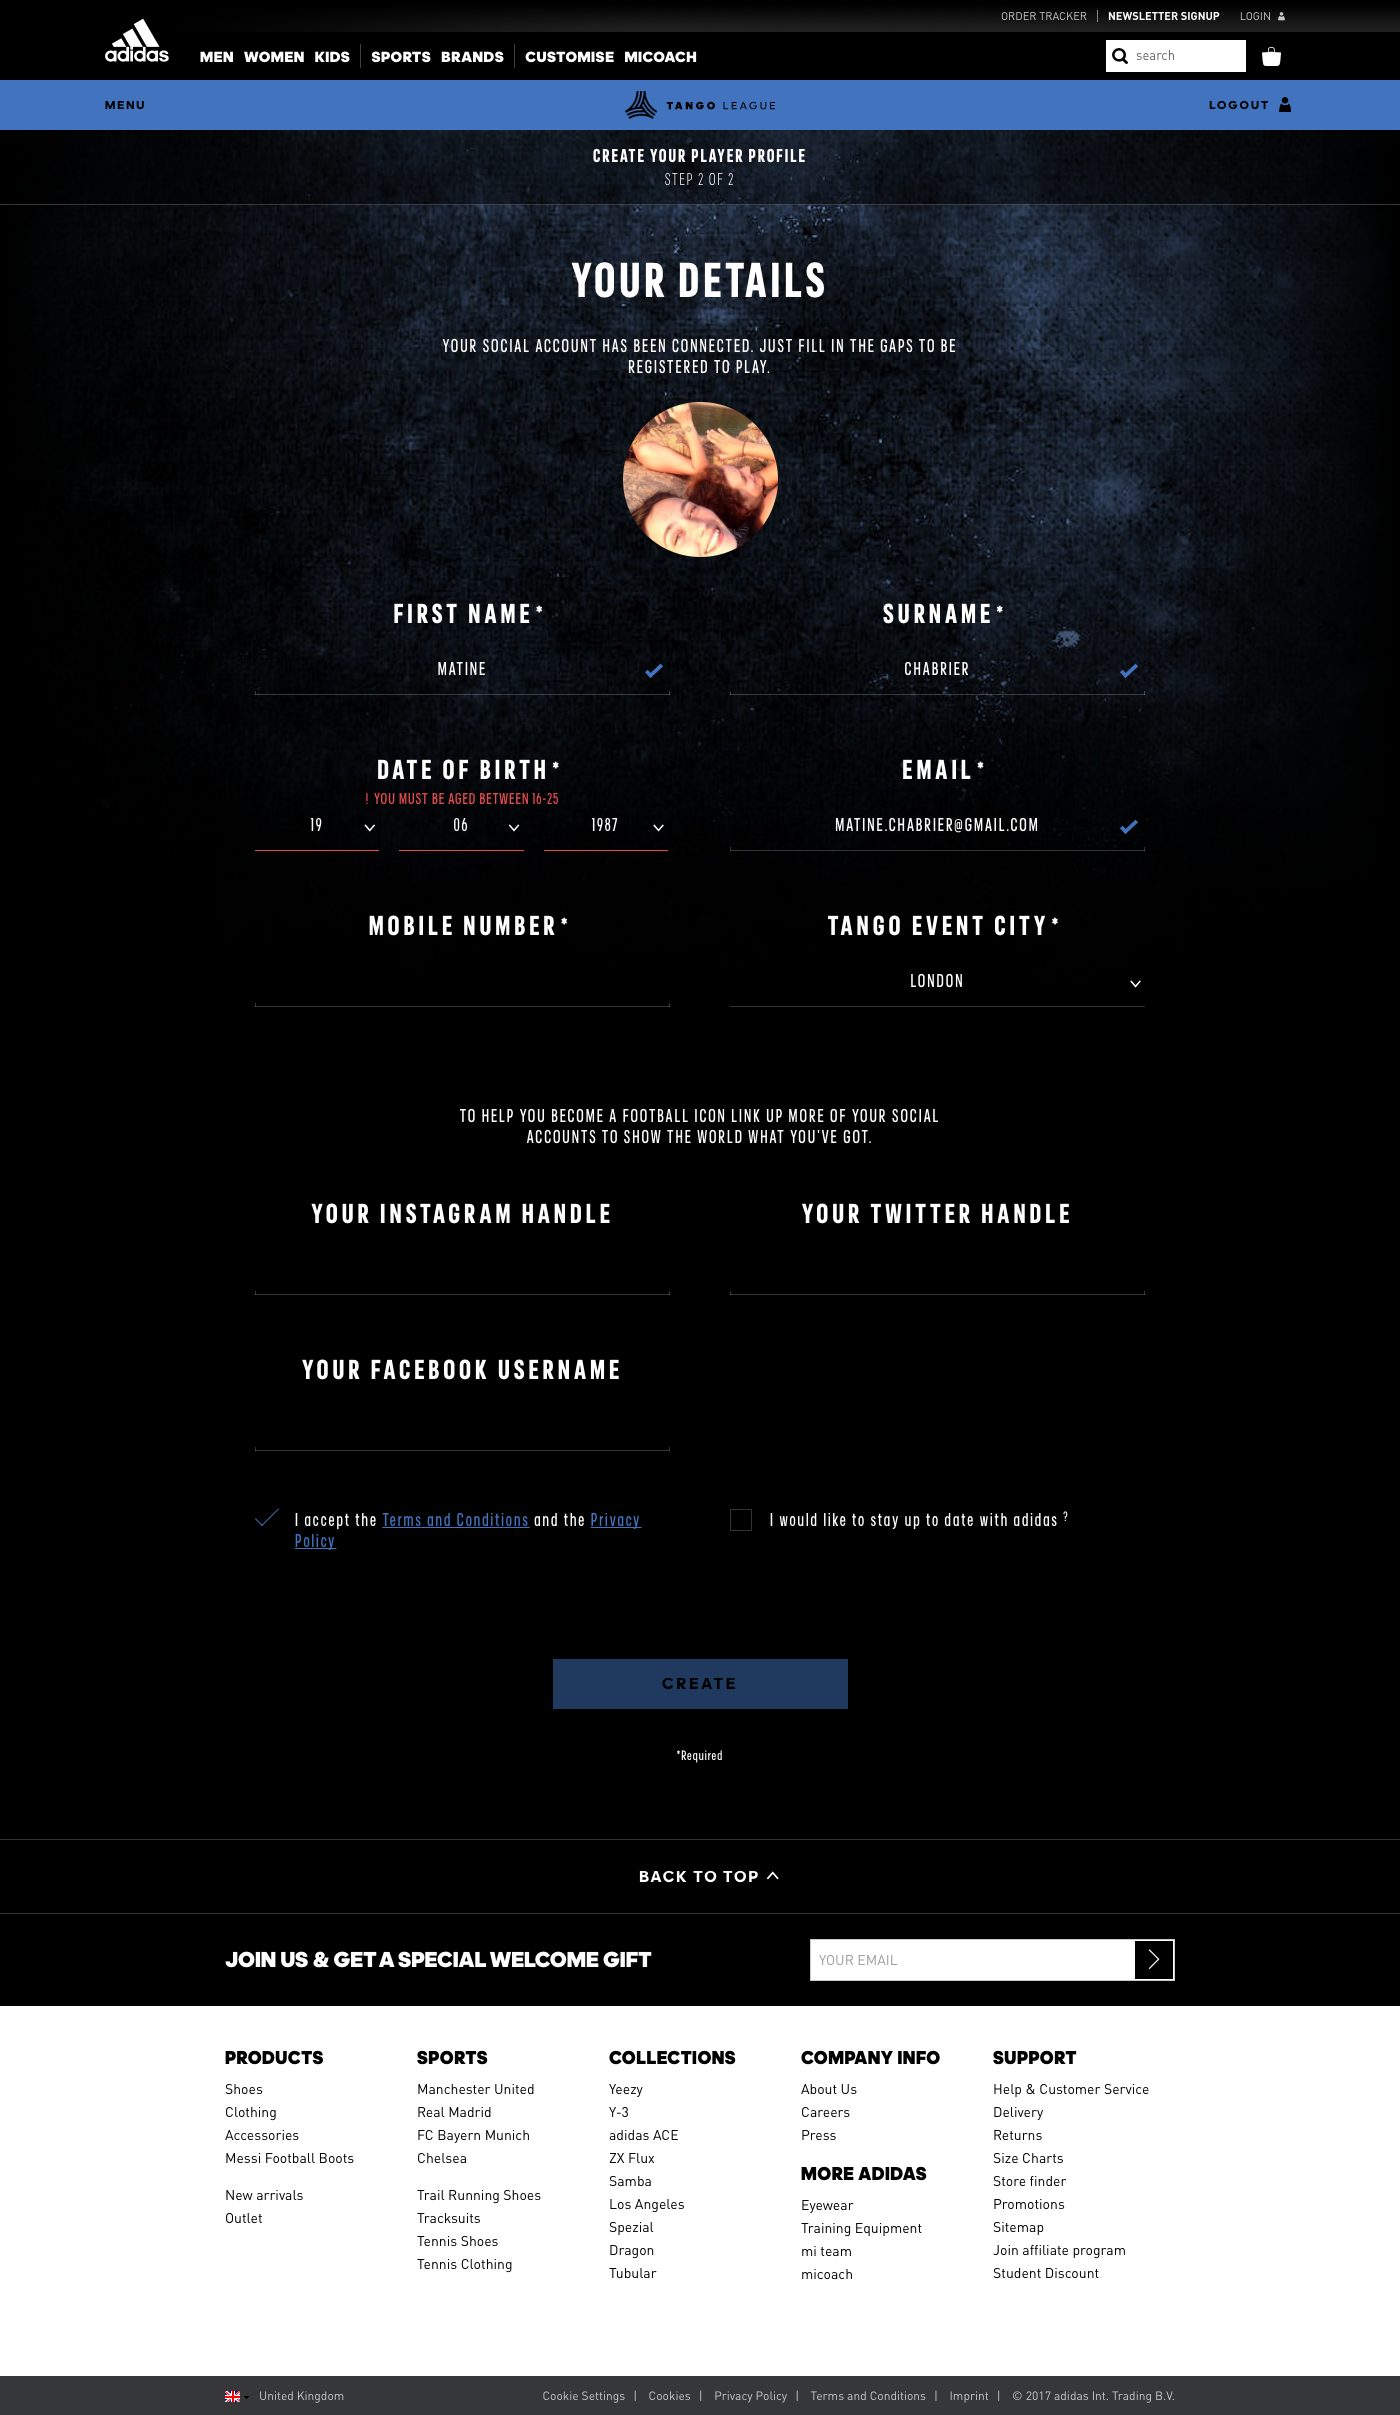 ORDER TRACKER | NEWSLETTER SIGNUP LOGIN
adidas
MEN WOMEN KIDS SPORTS BRANDS CUSTOMISE MICOACH
search
MENU
TANGO LEAGUE
LOGOUT
CREATE YOUR PLAYER PROFILE
STEP 2 OF 2
YOUR DETAILS
YOUR SOCIAL ACCOUNT HAS BEEN CONNECTED. JUST FILL IN THE GAPS TO BE
REGISTERED TO PLAY.
FIRST NAME*
SURNAME*
MATINE
CHABRIER
DATE OF BIRTH*
EMAIL*
! YOU MUST BE AGED BETWEEN 16-25
19 06 1987
MATINE.CHABRIER@GMAIL.COM
MOBILE NUMBER*
TANGO EVENT CITY*
LONDON
TO HELP YOU BECOME A FOOTBALL ICON LINK UP MORE OF YOUR SOCIAL
ACCOUNTS TO SHOW THE WORLD WHAT YOU'VE GOT.
YOUR INSTAGRAM HANDLE
YOUR TWITTER HANDLE
YOUR FACEBOOK USERNAME
I accept the Terms and Conditions and the Privacy
Policy
I would like to stay up to date with adidas ?
CREATE
*Required
BACK TO TOP
JOIN US & GET A SPECIAL WELCOME GIFT
YOUR EMAIL
PRODUCTS
Shoes
Clothing
Accessories
Messi Football Boots
New arrivals
Outlet
SPORTS
Manchester United
Real Madrid
FC Bayern Munich
Chelsea
Trail Running Shoes
Tracksuits
Tennis Shoes
Tennis Clothing
COLLECTIONS
Yeezy
Y-3
adidas ACE
ZX Flux
Samba
Los Angeles
Spezial
Dragon
Tubular
COMPANY INFO
About Us
Careers
Press
MORE ADIDAS
Eyewear
Training Equipment
mi team
micoach
SUPPORT
Help & Customer Service
Delivery
Returns
Size Charts
Store finder
Promotions
Sitemap
Join affiliate program
Student Discount
United Kingdom
Cookie Settings | Cookies | Privacy Policy | Terms and Conditions | Imprint | © 2017 adidas Int. Trading B.V.